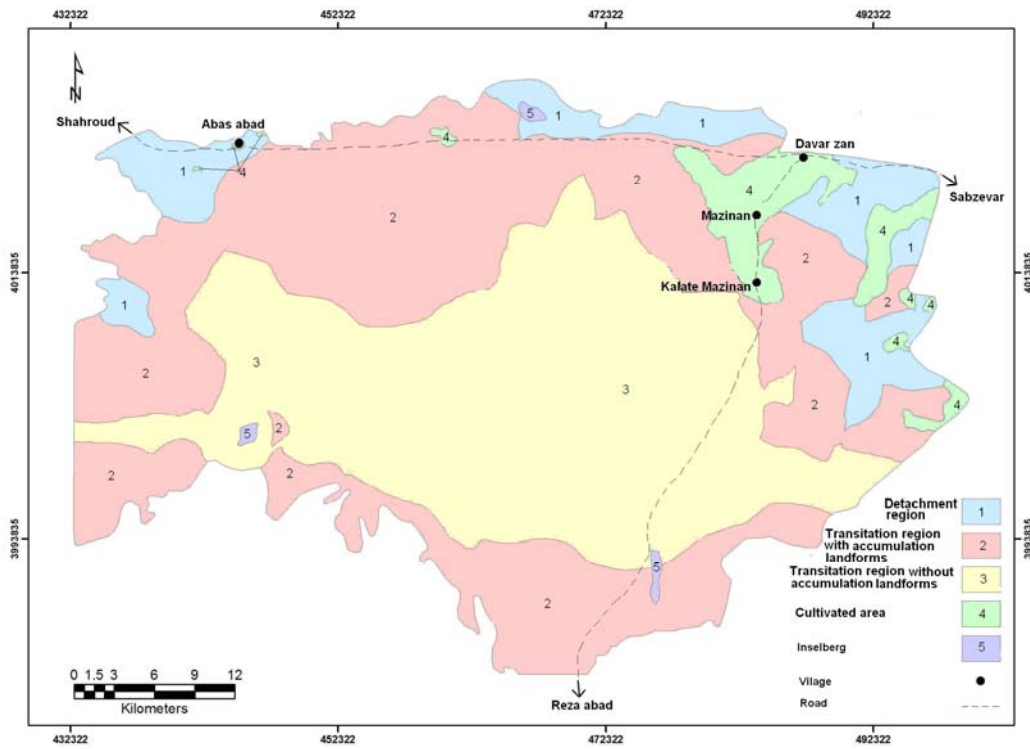 432322 452322 472322 492322
N
Shahroud
Abas abad
5
1
1
4
Davar zan
1
4
2
4
1
Sabzevar
2
Mazinan
4
1
4013835
2
Kalate Mazinan
4013835
1
2
4
4
4
3
1
2
3
2
4
5
2
2
2
Detachment
region
1
3993835
3993835
Transitation region
with accumulation
landforms
2
5
Transitation region without
accumulation landforms
3
2
Cultivated area
4
Inselberg
5
0 1.5 3 6 9 12
Kilometers
Vilage
Road
Reza abad
432322 452322 472322 492322